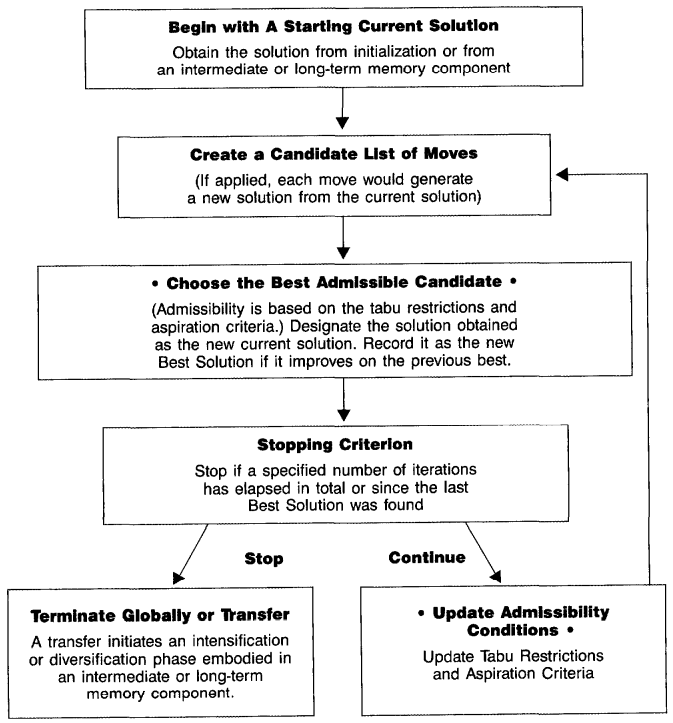 Begin with A Starting Current Solution
Obtain the solution from initialization or from
an intermediate or long-term memory component
Create a Candidate List of Moves
(If applied, each move would generate
a new solution from the current solution)
• Choose the Best Admissible Candidate •
(Admissibility is based on the tabu restrictions and
aspiration criteria.) Designate the solution obtained
as the new current solution. Record it as the new
Best Solution if it improves on the previous best.
Stopping Criterion
Stop if a specified number of iterations
has elapsed in total or since the last
Best Solution was found
Stop
Continue
Terminate Globally or Transfer
A transfer initiates an intensification
or diversification phase embodied in
an intermediate or long-term
memory component.
• Update Admissibility
Conditions •
Update Tabu Restrictions
and Aspiration Criteria